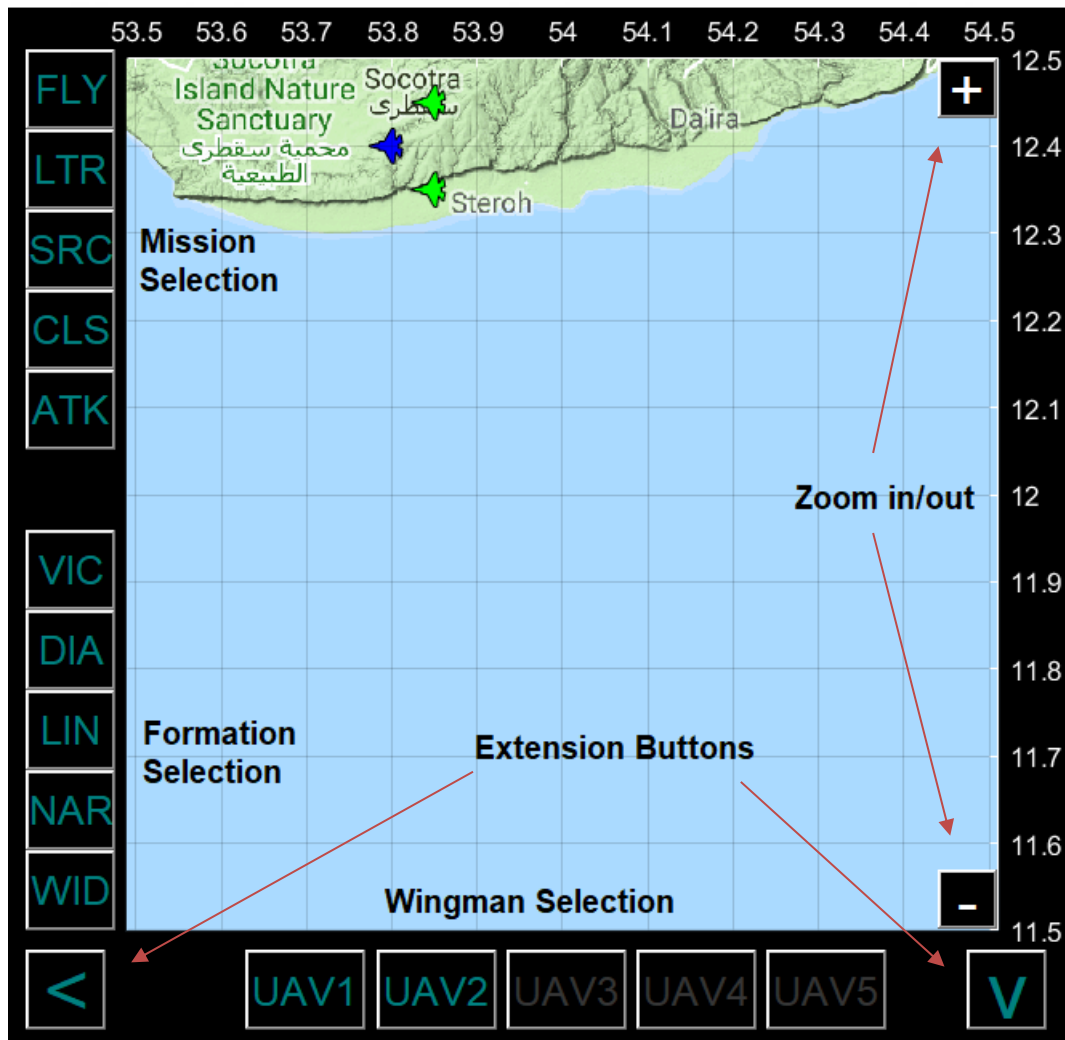 53.5 53.6 53.7 53.8 53.9 54 54.1 54.2 54.3 54.4 54.5
12.5
FLY
Socotra
Island Nature
Sanctuary
محمية سقطرى
الطبيعية
Socotra
سقطرى
Da'ira
+
12.4
LTR
Steroh
SRC
Mission
Selection
12.3
CLS
12.2
ATK
12.1
Zoom in/out
12
VIC
11.9
DIA
11.8
LIN
Formation
Selection
Extension Buttons
11.7
NAR
11.6
WID
Wingman Selection
-
11.5
<
UAV1
UAV2
UAV3
UAV4
UAV5
V